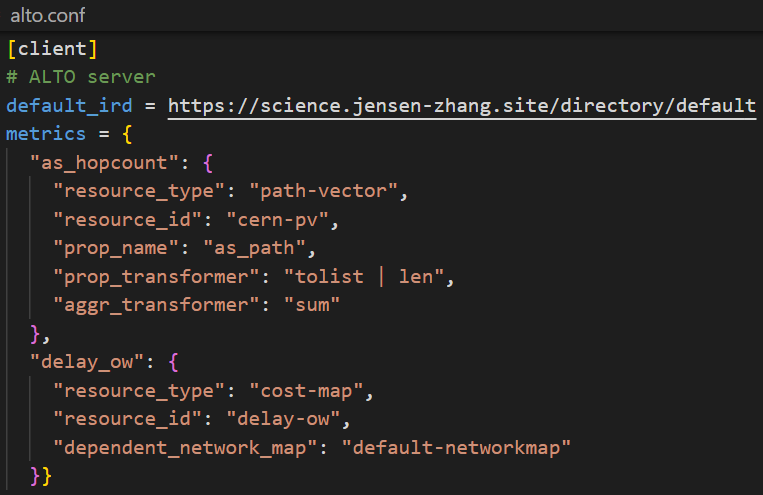 alto.conf
[client]
# ALTO server
default_ird = https://science.jensen-zhang.site/directory/default
metrics = {
  "as_hopcount": {
    "resource_type": "path-vector",
    "resource_id": "cern-pv",
    "prop_name": "as_path",
    "prop_transformer": "tolist | len",
    "aggr_transformer": "sum"
  },
  "delay_ow": {
    "resource_type": "cost-map",
    "resource_id": "delay-ow",
    "dependent_network_map": "default-networkmap"
  }}